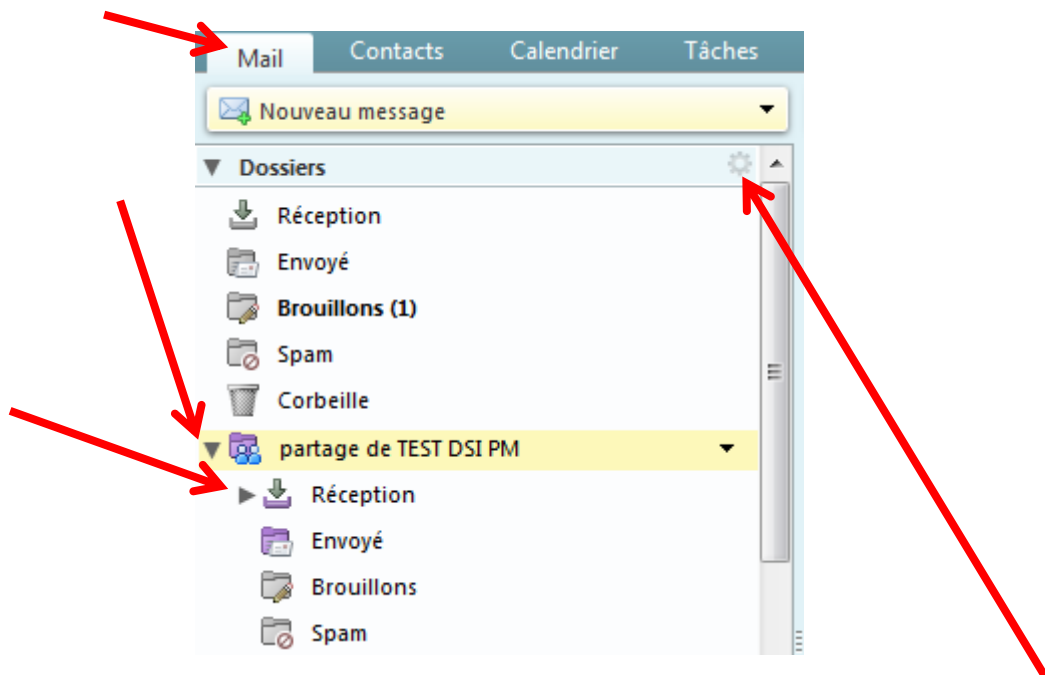 Mail Contacts Calendrier Tâches
Nouveau message
Dossiers
Réception
Envoyé
Brouillons (1)
Spam
Corbeille
partage de TEST DSI PM
Réception
Envoyé
Brouillons
Spam